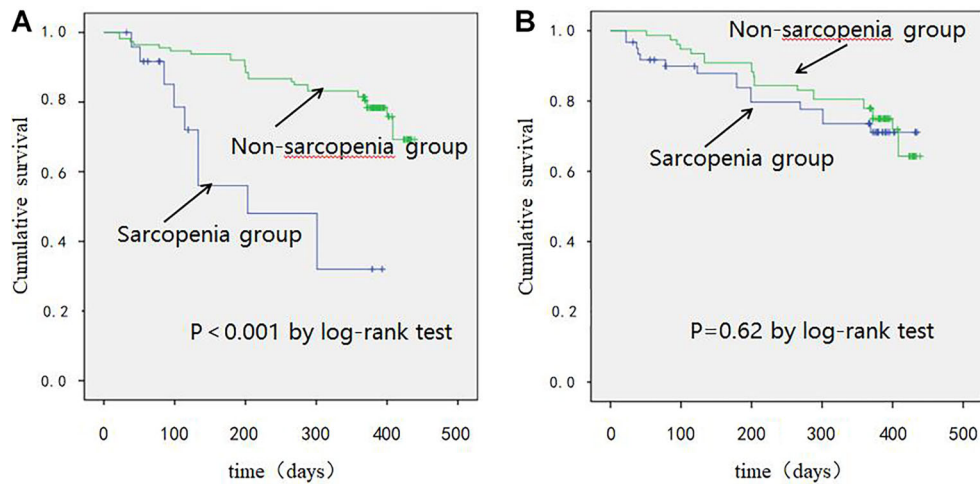 A
Cumulative survival
1.0
0.8
0.6
0.4
0.2
0.0
Non-sarcopenia group
Sarcopenia group
P<0.001 by log-rank test
0 100 200 300 400 500
time（days）
B
Cumulative survival
1.0
0.8
0.6
0.4
0.2
0.0
Non-sarcopenia group
Sarcopenia group
P=0.62 by log-rank test
0 100 200 300 400 500
time（days）